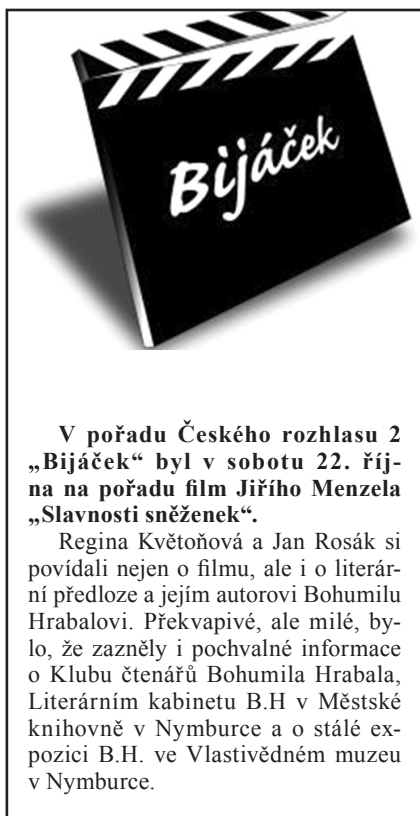 Bijáček
V pořadu Českého rozhlasu 2
„Bijáček“ byl v sobotu 22. říj-
na na pořadu film Jiřího Menzela
„Slavnosti sněženek“.
Regina Květoňová a Jan Rosák si
povídali nejen o filmu, ale i o literár-
ní předloze a jejím autorovi Bohumilu
Hrabalovi. Překvapivé, ale milé, by-
lo, že zazněly i pochvalné informace
o Klubu čtenářů Bohumila Hrabala,
Literárním kabinetu B.H v Městské
knihovně v Nymburce a o stálé ex-
pozici B.H. ve Vlastivědném muzeu
v Nymburce.